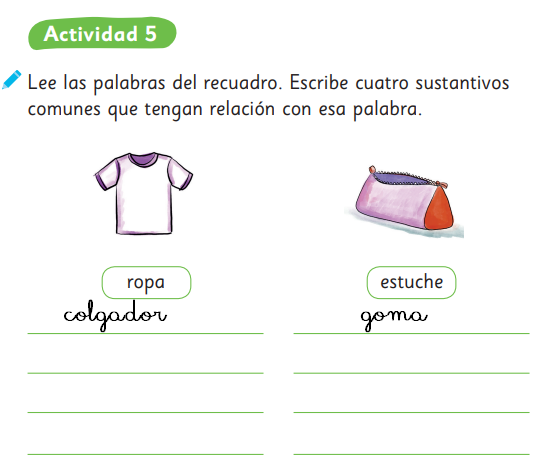 Actividad 5
Lee las palabras del recuadro. Escribe cuatro sustantivos
comunes que tengan relación con esa palabra.
ropa
estuche
colgador
goma